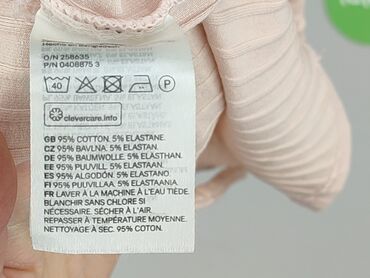 O/N 258635
P/N 0408875 3
40
P
clevercare.info
GB 95% COTTON. 5% ELASTANE.
CZ 95% BAVLNA. 5% ELASTAN.
DE 95% BAUMWOLLE. 5% ELASTHAN.
EE 95% PUUVILL. 5% ELASTAAN.
ES 95% ALGODÓN. 5% ELASTANO
FI 95% PUUVILLAA. 5% ELASTAANIA
FR LAVER À LA MACHINE À L'EAU TIÈDE.
BLANCHIR SANS CHLORE SI
NÉCESSAIRE. SÉCHER À L'AIR.
REPASSER À TEMPÉRATURE MOYENNE.
NETTOYAGE À SEC. 95% COTON.